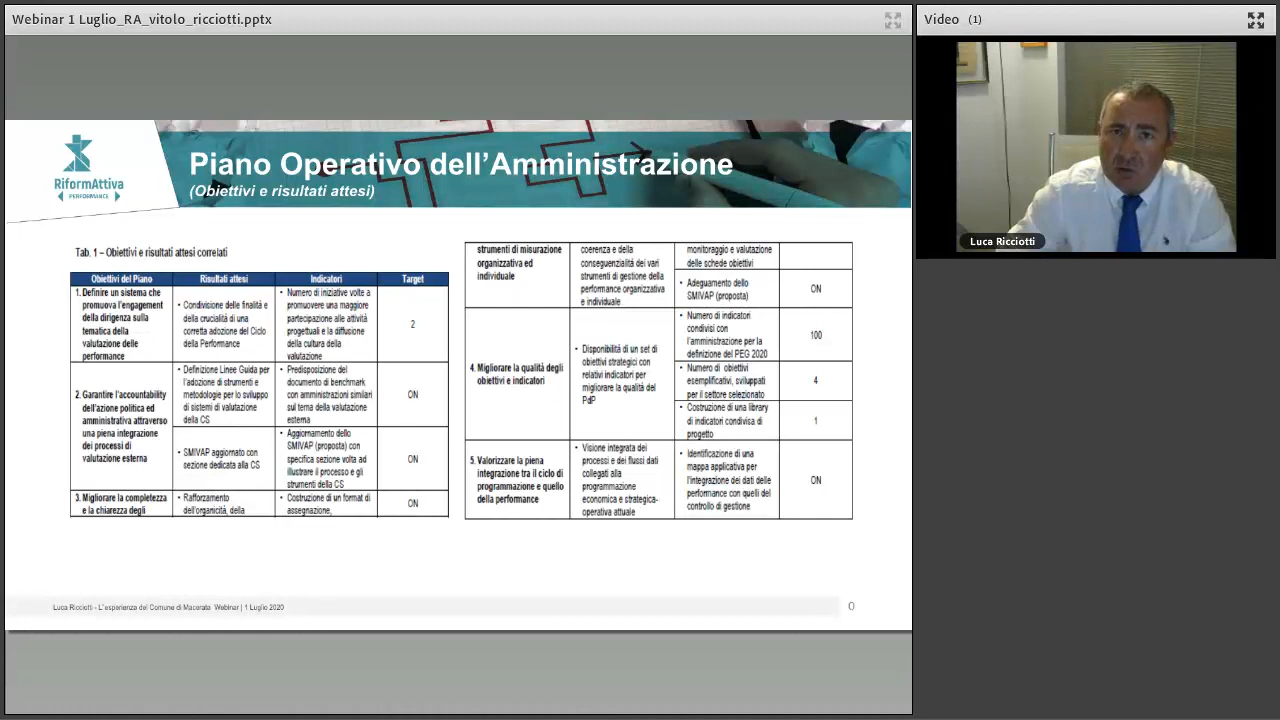 Webinar 1 Luglio_RA_vitolo_ricciotti.pptx
Video (1)
RiformAttiva
PERFORMANCE
Piano Operativo dell'Amministrazione
(Obiettivi e risultati attesi)
Luca Ricciotti
Tab. 1 – Obiettivi e risultati attesi correlati
Obiettivi del Piano
Risultati attesi
Indicatori
Target
1. Definire un sistema che
promuova l'engagement
della dirigenza sulla
tematica della
valutazione delle
performance
• Condivisione delle finalità e
della crucialità di una
corretta adozione del Ciclo
della Performance
• Numero di iniziative volte a
promuovere una maggiore
partecipazione alle attività
progettuali e la diffusione
della cultura della
valutazione
2
2. Garantire l'accountability
dell'azione politica ed
amministrativa attraverso
una piena integrazione
dei processi di
valutazione esterna
• Definizione Linee Guida per
l'adozione di strumenti e
metodologie per lo sviluppo
di sistemi di valutazione
della CS
• Predisposizione del
documento di benchmark
con amministrazioni similari
sul tema della valutazione
esterna
ON
• SMIVAP aggiornato con
sezione dedicata alla CS
• Aggiornamento dello
SMIVAP (proposta) con
specifica sezione volta ad
illustrare il processo e gli
strumenti della CS
ON
3. Migliorare la completezza
e la chiarezza degli
• Rafforzamento
dell'organicità, della
• Costruzione di un format di
assegnazione,
ON
strumenti di misurazione
organizzativa ed
individuale
coerenza e della
conseguenzialità dei vari
strumenti di gestione della
performance organizzativa
e individuale
monitoraggio e valutazione
delle schede obiettivi
• Adeguamento dello
SMIVAP (proposta)
ON
4. Migliorare la qualità degli
obiettivi e indicatori
• Disponibilità di un set di
obiettivi strategici con
relativi indicatori per
migliorare la qualità del
PdP
• Numero di indicatori
condivisi con
l'amministrazione per la
definizione del PEG 2020
100
• Numero di obiettivi
esemplificativi, sviluppati
per il settore selezionato
4
• Costruzione di una library
di indicatori condivisa di
progetto
1
5. Valorizzare la piena
integrazione tra il ciclo di
programmazione e quello
della performance
• Visione integrata dei
processi e dei flussi dati
collegati alla
programmazione
economica e strategica-
operativa attuale
• Identificazione di una
mappa applicativa per
l'integrazione dei dati delle
performance con quelli del
controllo di gestione
ON
Luca Ricciotti - L'esperienza del Comune di Macerata Webinar | 1 Luglio 2020
0